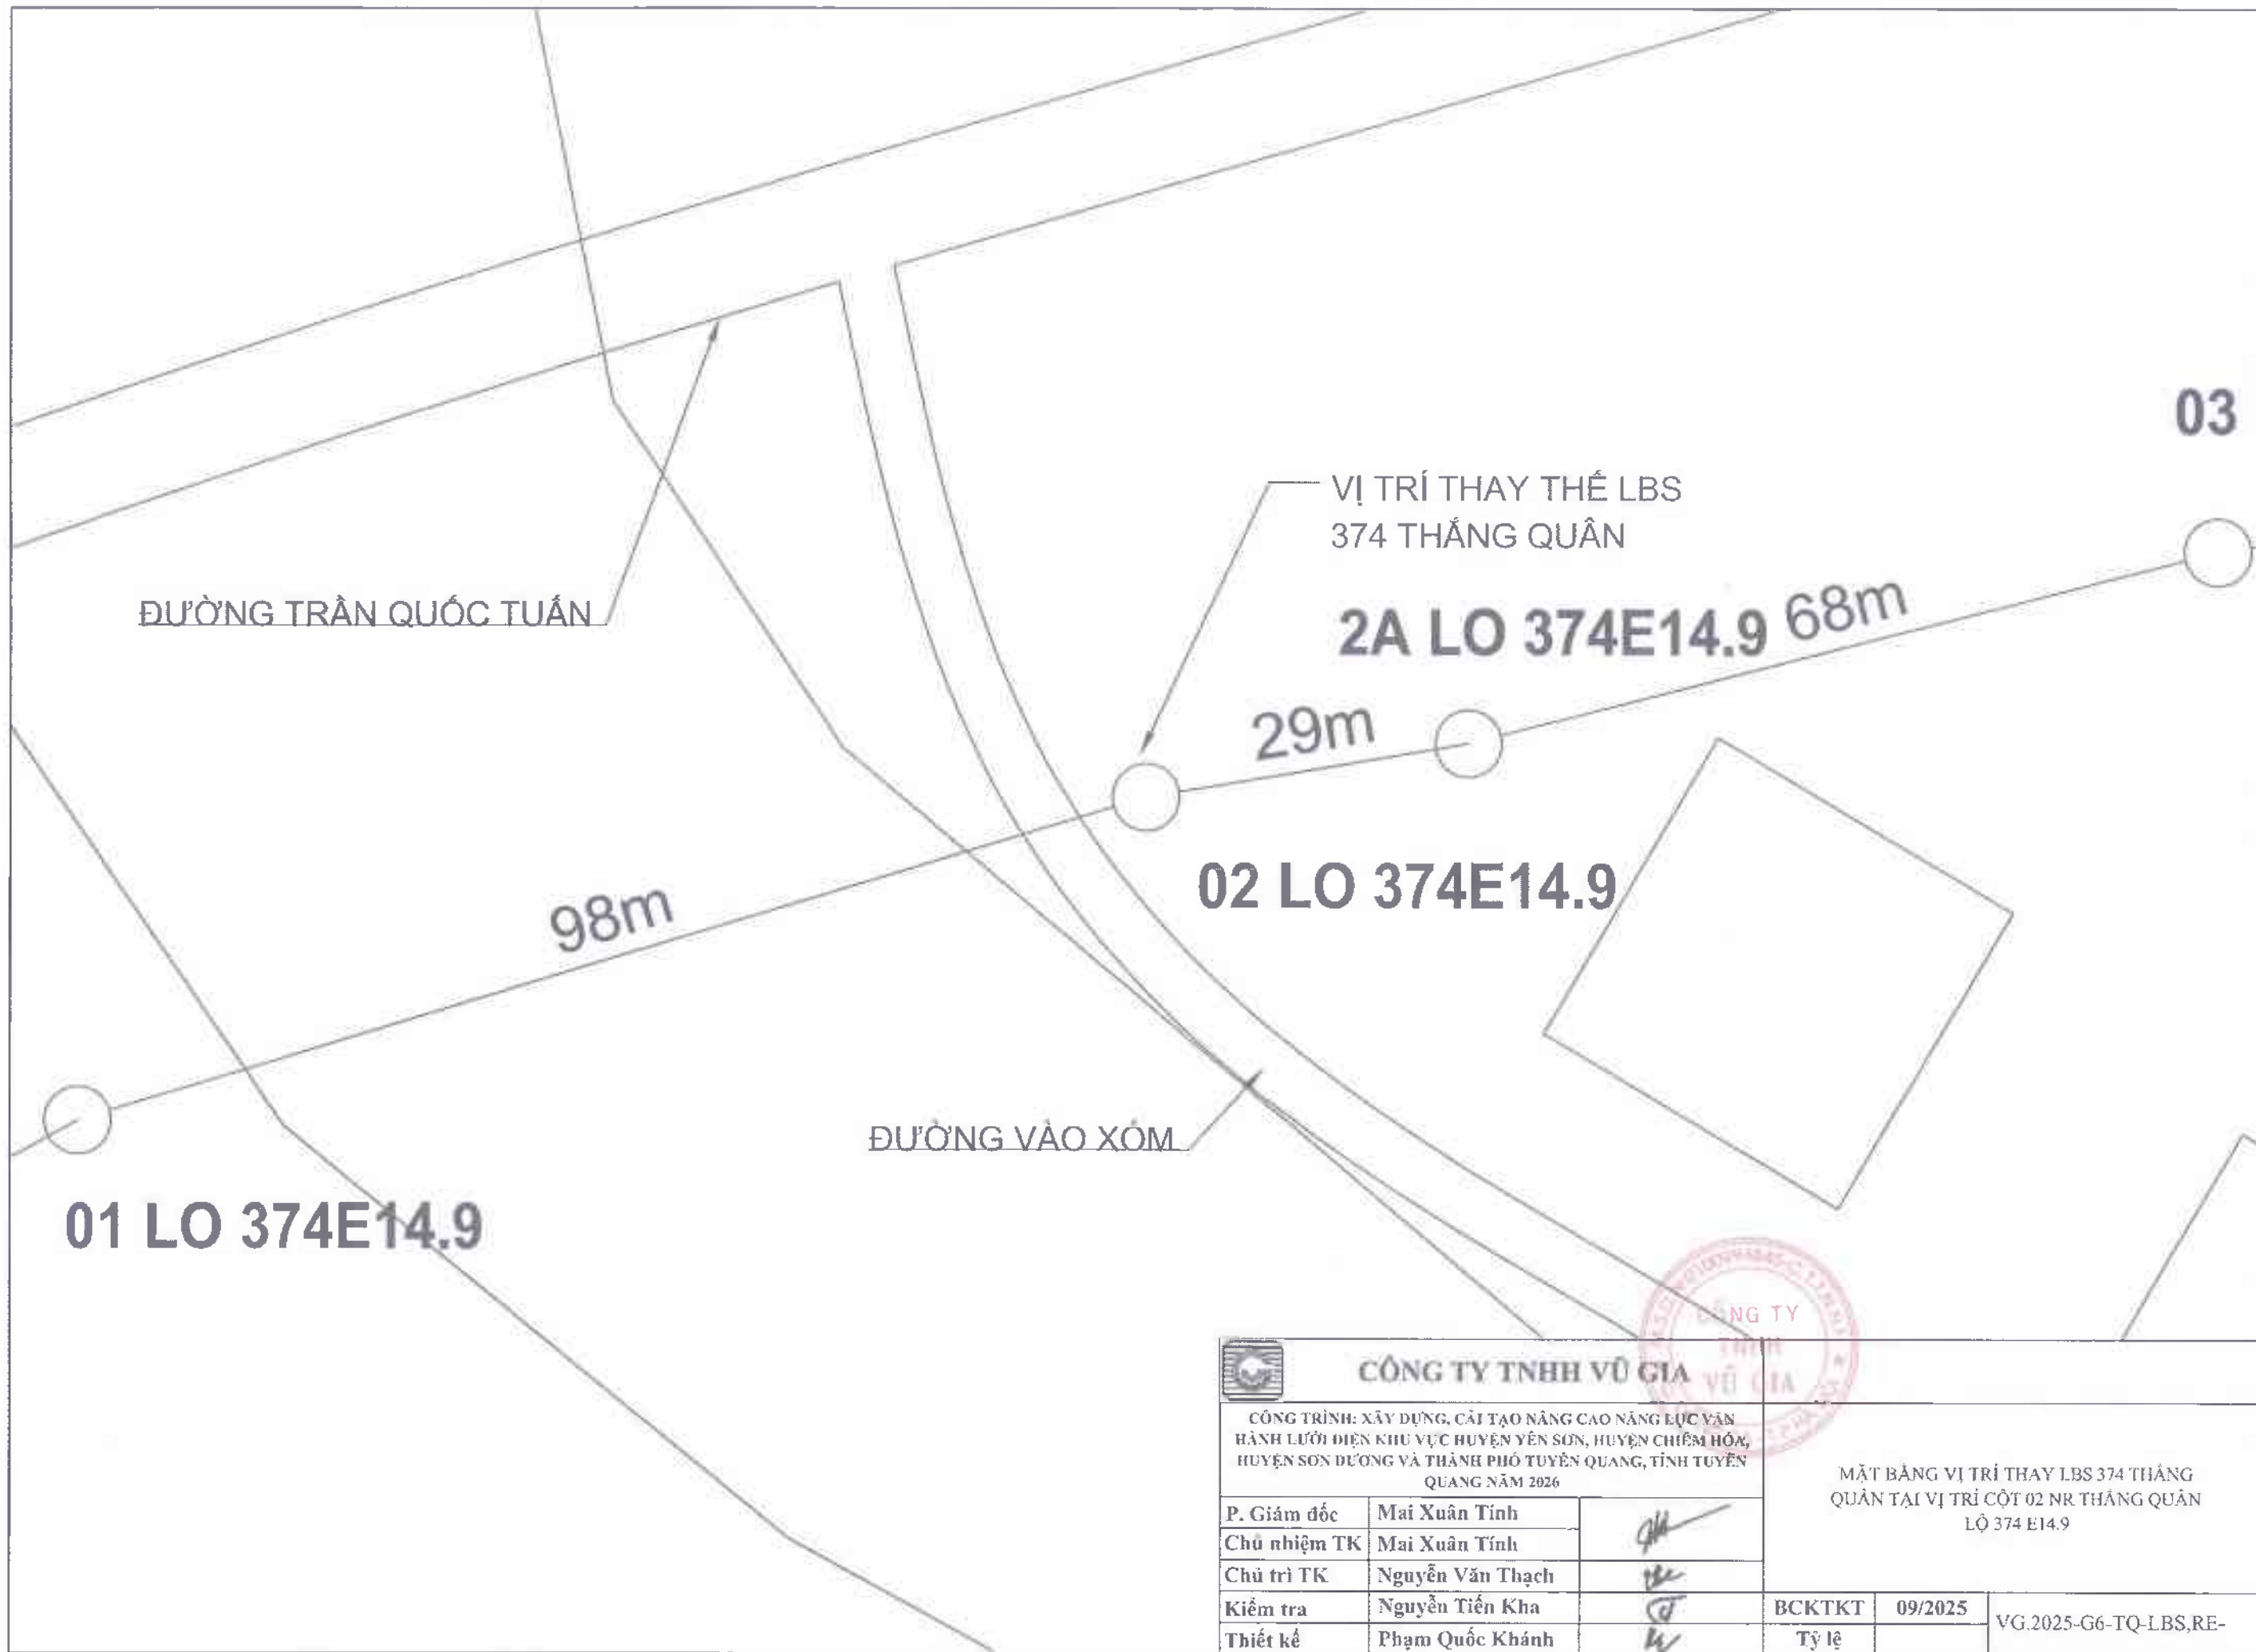 03
VỊ TRÍ THAY THẾ LBS
374 THẮNG QUÂN
ĐƯỜNG TRẦN QUỐC TUẤN
2A LO 374E14.9
68m
29m
02 LO 374E14.9
98m
ĐƯỜNG VÀO XÓM
01 LO 374E14.9
CÔNG TY
TNHH
VŨ GIA
CÔNG TY TNHH VŨ GIA
CÔNG TRÌNH: XÂY DỰNG, CẢI TẠO NÂNG CAO NĂNG LỰC VẬN
HÀNH LƯỚI ĐIỆN KHU VỰC HUYỆN YÊN SƠN, HUYỆN CHIÊM HÓA,
HUYỆN SƠN DƯƠNG VÀ THÀNH PHỐ TUYÊN QUANG, TỈNH TUYÊN
QUANG NĂM 2026
MẶT BẰNG VỊ TRÍ THAY LBS 374 THẮNG
QUÂN TẠI VỊ TRÍ CỘT 02 NR THẮNG QUÂN
LỘ 374 E14.9
P. Giám đốc Mai Xuân Tính
Chủ nhiệm TK Mai Xuân Tính
Chủ trì TK Nguyễn Văn Thạch
Kiểm tra Nguyễn Tiến Kha
BCKTKT 09/2025
VG.2025-G6-TQ-LBS,RE-
Thiết kế Phạm Quốc Khánh
Tỷ lệ